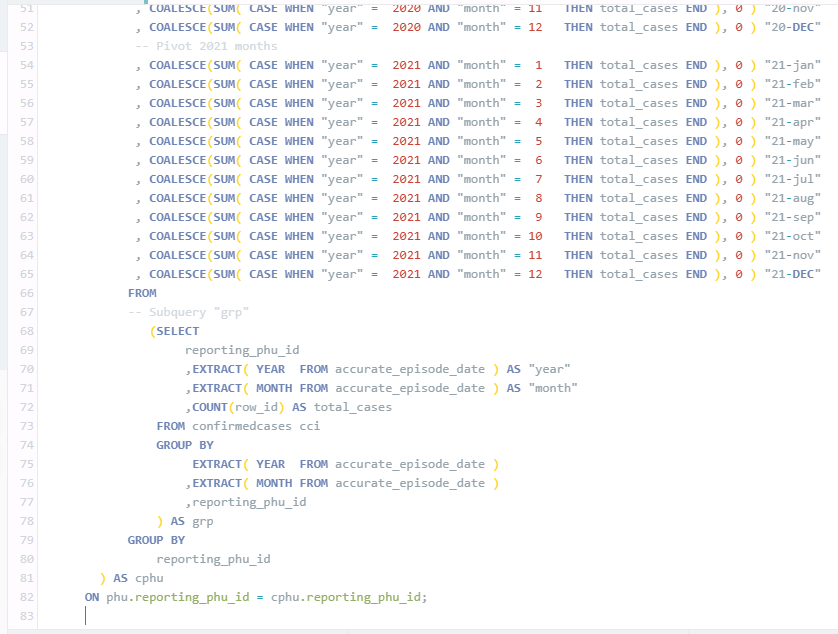 51 , COALESCE(SUM( CASE WHEN "year" = 2020 AND "month" = 11 THEN total_cases END ), 0 ) "20-nov"
52 , COALESCE(SUM( CASE WHEN "year" = 2020 AND "month" = 12 THEN total_cases END ), 0 ) "20-DEC"
53 -- Pivot 2021 months
54 , COALESCE(SUM( CASE WHEN "year" = 2021 AND "month" = 1 THEN total_cases END ), 0 ) "21-jan"
55 , COALESCE(SUM( CASE WHEN "year" = 2021 AND "month" = 2 THEN total_cases END ), 0 ) "21-feb"
56 , COALESCE(SUM( CASE WHEN "year" = 2021 AND "month" = 3 THEN total_cases END ), 0 ) "21-mar"
57 , COALESCE(SUM( CASE WHEN "year" = 2021 AND "month" = 4 THEN total_cases END ), 0 ) "21-apr"
58 , COALESCE(SUM( CASE WHEN "year" = 2021 AND "month" = 5 THEN total_cases END ), 0 ) "21-may"
59 , COALESCE(SUM( CASE WHEN "year" = 2021 AND "month" = 6 THEN total_cases END ), 0 ) "21-jun"
60 , COALESCE(SUM( CASE WHEN "year" = 2021 AND "month" = 7 THEN total_cases END ), 0 ) "21-jul"
61 , COALESCE(SUM( CASE WHEN "year" = 2021 AND "month" = 8 THEN total_cases END ), 0 ) "21-aug"
62 , COALESCE(SUM( CASE WHEN "year" = 2021 AND "month" = 9 THEN total_cases END ), 0 ) "21-sep"
63 , COALESCE(SUM( CASE WHEN "year" = 2021 AND "month" = 10 THEN total_cases END ), 0 ) "21-oct"
64 , COALESCE(SUM( CASE WHEN "year" = 2021 AND "month" = 11 THEN total_cases END ), 0 ) "21-nov"
65 , COALESCE(SUM( CASE WHEN "year" = 2021 AND "month" = 12 THEN total_cases END ), 0 ) "21-DEC"
66 FROM
67 -- Subquery "grp"
68 (SELECT
69 reporting_phu_id
70 ,EXTRACT( YEAR FROM accurate_episode_date ) AS "year"
71 ,EXTRACT( MONTH FROM accurate_episode_date ) AS "month"
72 ,COUNT(row_id) AS total_cases
73 FROM confirmedcases cci
74 GROUP BY
75 EXTRACT( YEAR FROM accurate_episode_date )
76 ,EXTRACT( MONTH FROM accurate_episode_date )
77 ,reporting_phu_id
78 ) AS grp
79 GROUP BY
80 reporting_phu_id
81 ) AS cphu
82 ON phu.reporting_phu_id = cphu.reporting_phu_id;
83